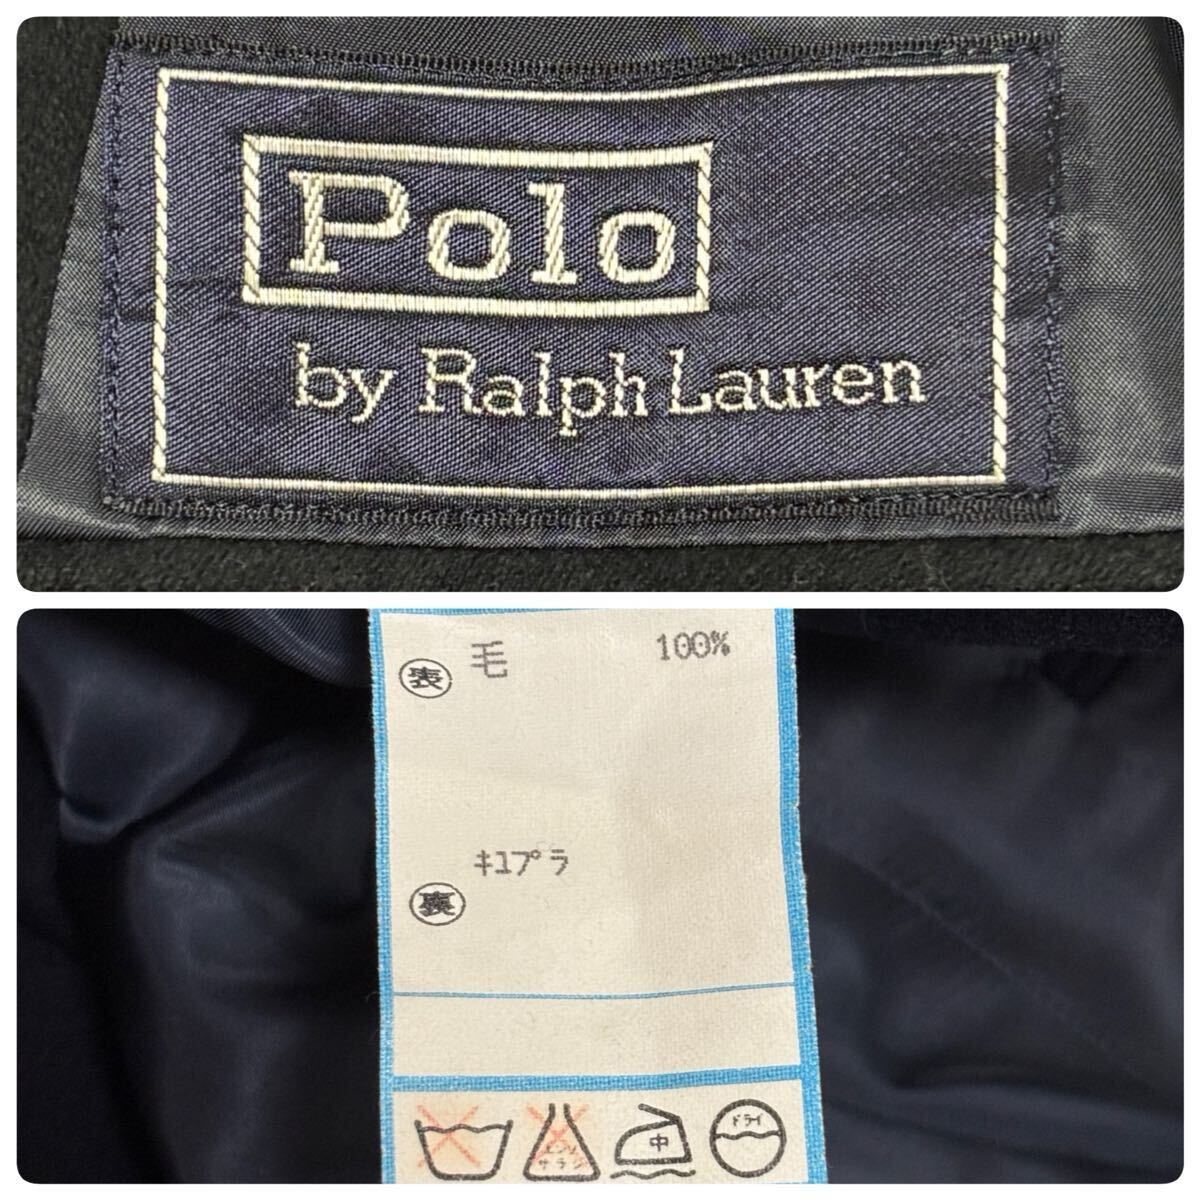 Polo
by Ralph Lauren
表 毛 100%
裏 キュプラ
エンソ サラシ 中 ドライ